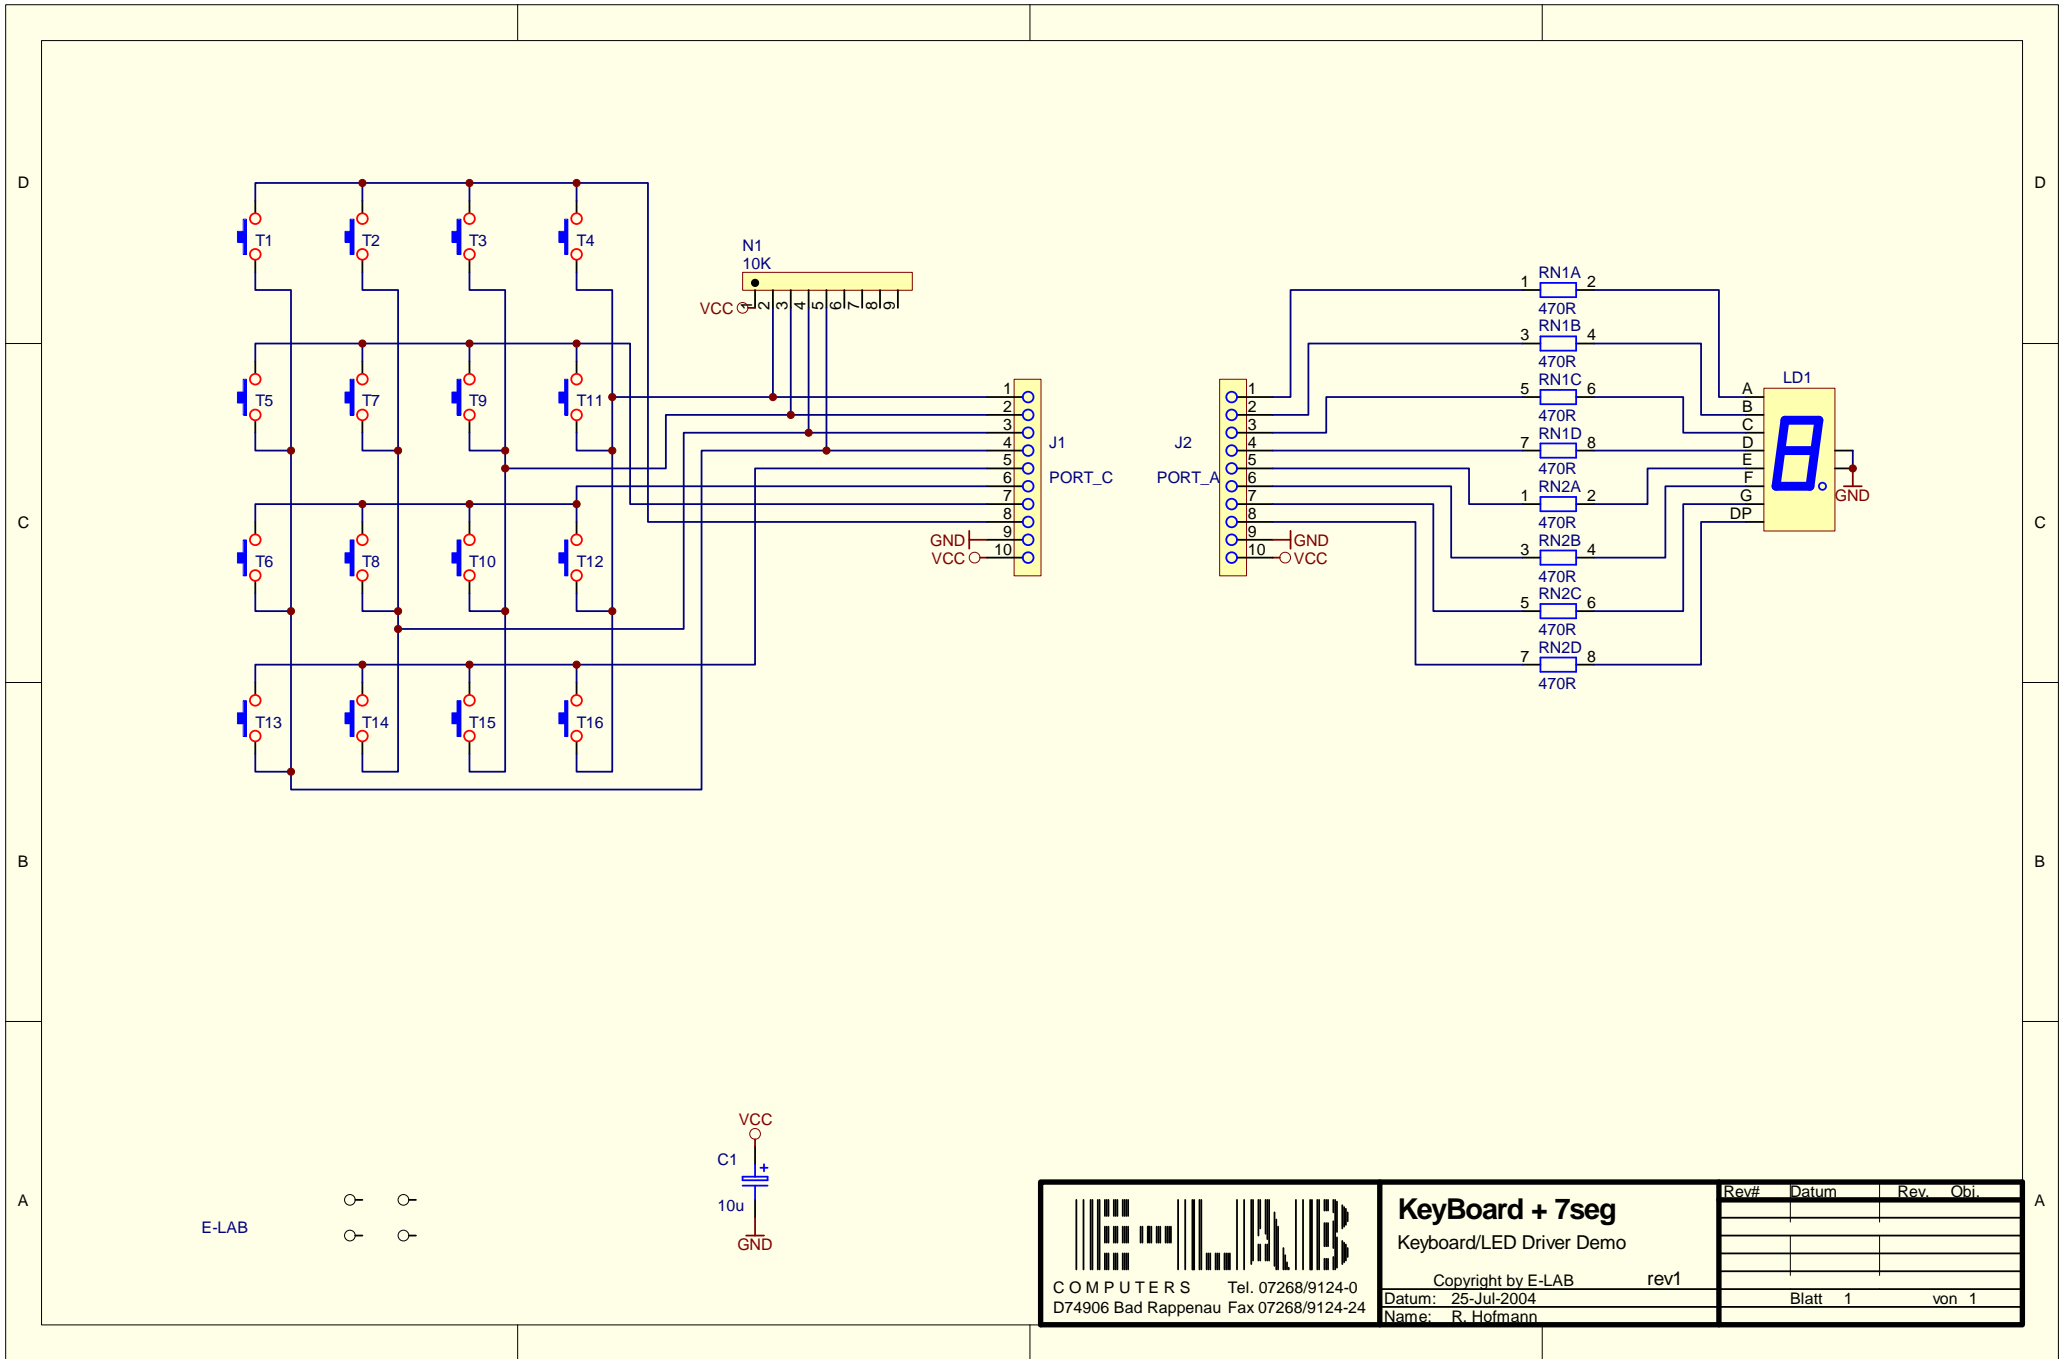 D
D
T1
T2
T3
T4
N1
10K
VCC
1 2 3 4 5 6 7 8 9
T5
T7
T9
T11
T6
T8
T10
T12
T13
T14
T15
T16
1
2
3
4
5
6
7
8
9
10
J1
PORT_C
GND
VCC
1
2
3
4
5
6
7
8
9
10
J2
PORT_A
GND
VCC
RN1A
1 2
470R
RN1B
3 4
470R
RN1C
5 6
470R
RN1D
7 8
470R
RN2A
1 2
470R
RN2B
3 4
470R
RN2C
5 6
470R
RN2D
7 8
470R
LD1
A
B
C
D
E
F
G
DP
GND
C
C
B
B
A
A
VCC
C1
+
10u
GND
E-LAB
E-LAB
COMPUTERS Tel. 07268/9124-0
D74906 Bad Rappenau Fax 07268/9124-24
KeyBoard + 7seg
Keyboard/LED Driver Demo
Copyright by E-LAB rev1
Datum: 25-Jul-2004
Name: R. Hofmann
Rev# Datum Rev. Obj.
Blatt 1 von 1